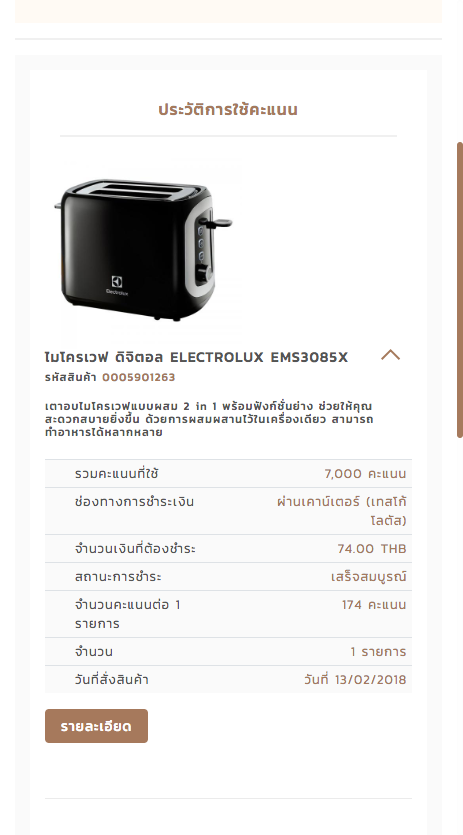 ประวัติการใช้คะแนน
Electrolux
ไมโครเวฟ ดิจิตอล ELECTROLUX EMS3085X
รหัสสินค้า 0005901263
เตาอบไมโครเวฟแบบผสม 2 in 1 พร้อมฟังก์ชั่นย่าง ช่วยให้คุณ
สะดวกสบายยิ่งขึ้น ด้วยการผสมผสานไว้ในเครื่องเดียว สามารถ
ทำอาหารได้หลากหลาย
รวมคะแนนที่ใช้ 7,000 คะแนน
ช่องทางการชำระเงิน ผ่านเคาน์เตอร์ (เทสโก้
โลตัส)
จำนวนเงินที่ต้องชำระ 74.00 THB
สถานะการชำระ เสร็จสมบูรณ์
จำนวนคะแนนต่อ 1 174 คะแนน
รายการ
จำนวน 1 รายการ
วันที่สั่งสินค้า วันที่ 13/02/2018
รายละเอียด